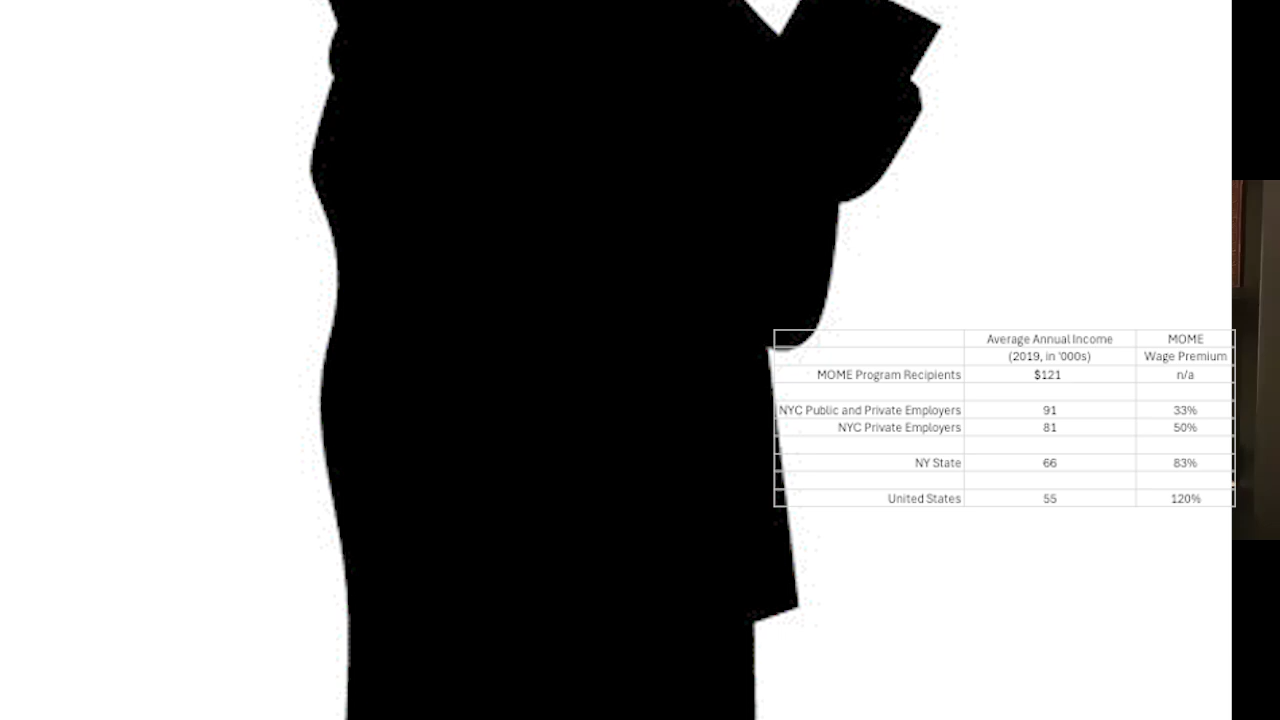 Average Annual Income MOME
(2019, in '000s) Wage Premium
MOME Program Recipients $121 n/a
NYC Public and Private Employers 91 33%
NYC Private Employers 81 50%
NY State 66 83%
United States 55 120%